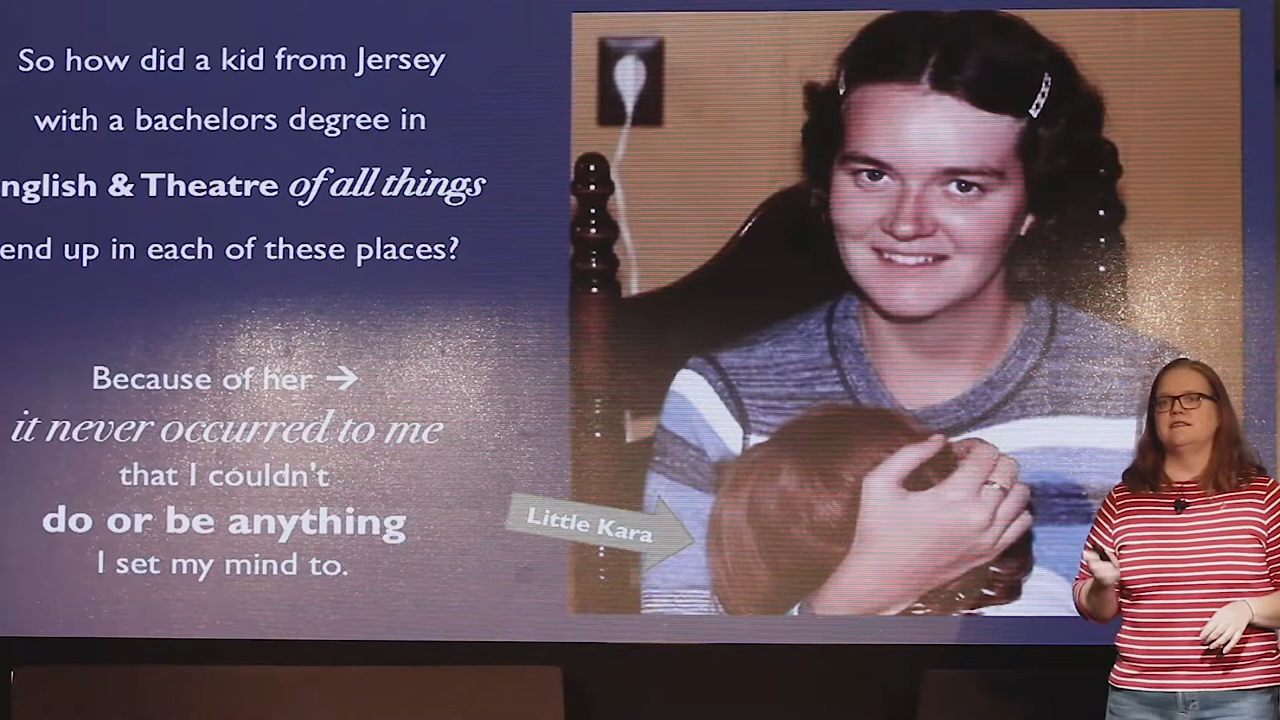 So how did a kid from Jersey
with a bachelors degree in
nglish & Theatre of all things
end up in each of these places?
Because of her →
it never occurred to me
that I couldn't
do or be anything
I set my mind to.
Little Kara